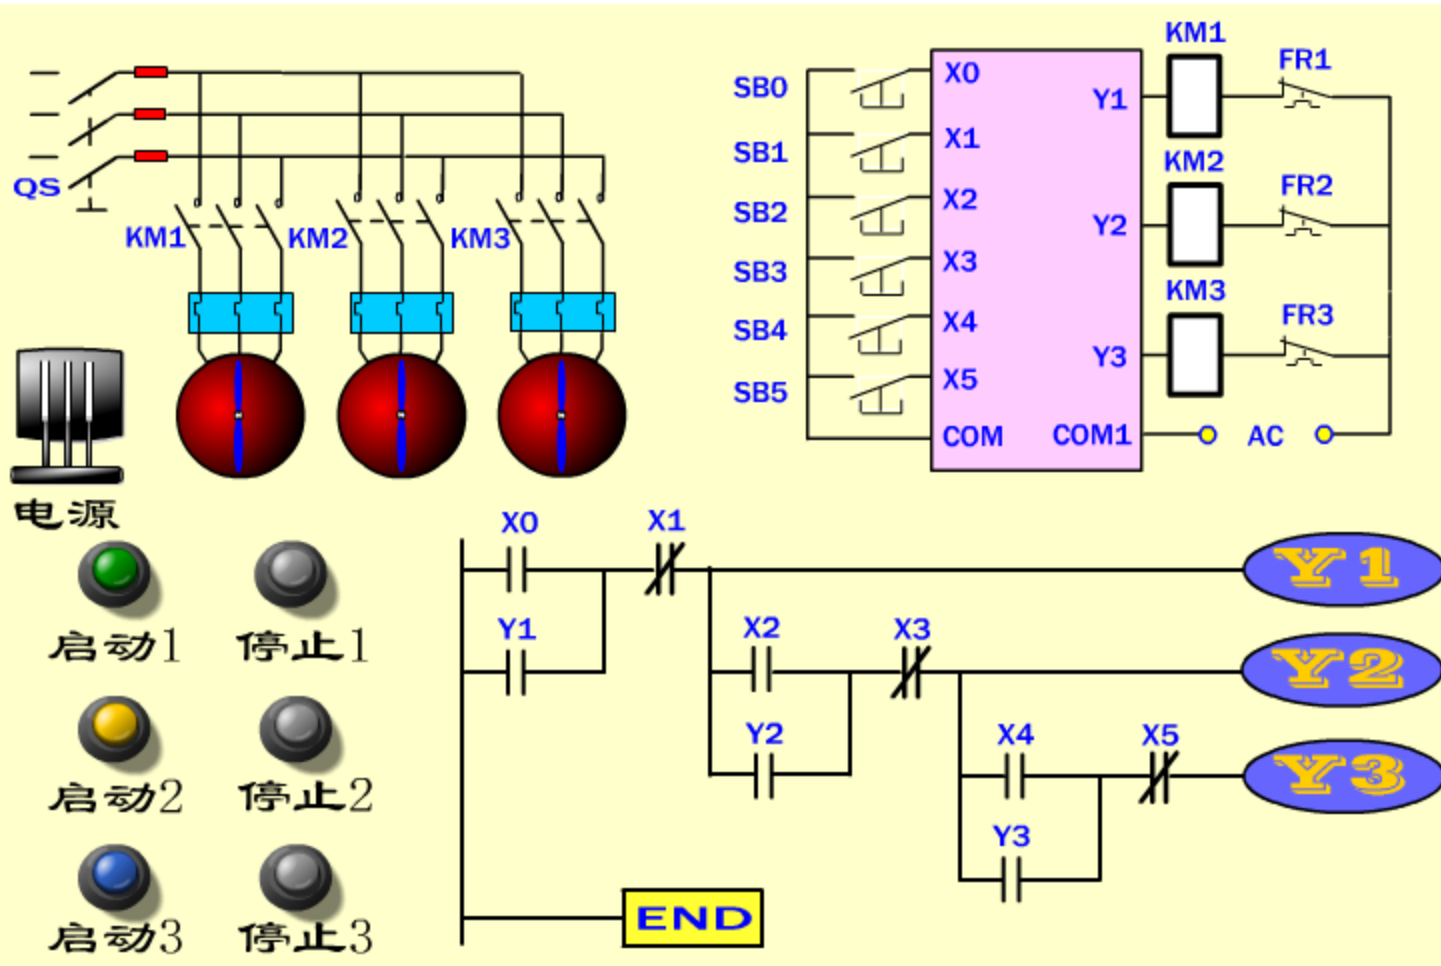 QS
KM1
KM2
KM3
电源
SB0
SB1
SB2
SB3
SB4
SB5
X0
X1
X2
X3
X4
X5
COM
Y1
Y2
Y3
COM1
KM1
FR1
KM2
FR2
KM3
FR3
AC
启动1
停止1
启动2
停止2
启动3
停止3
X0
X1
Y1
Y1
X2
X3
Y2
Y2
X4
X5
Y3
Y3
END